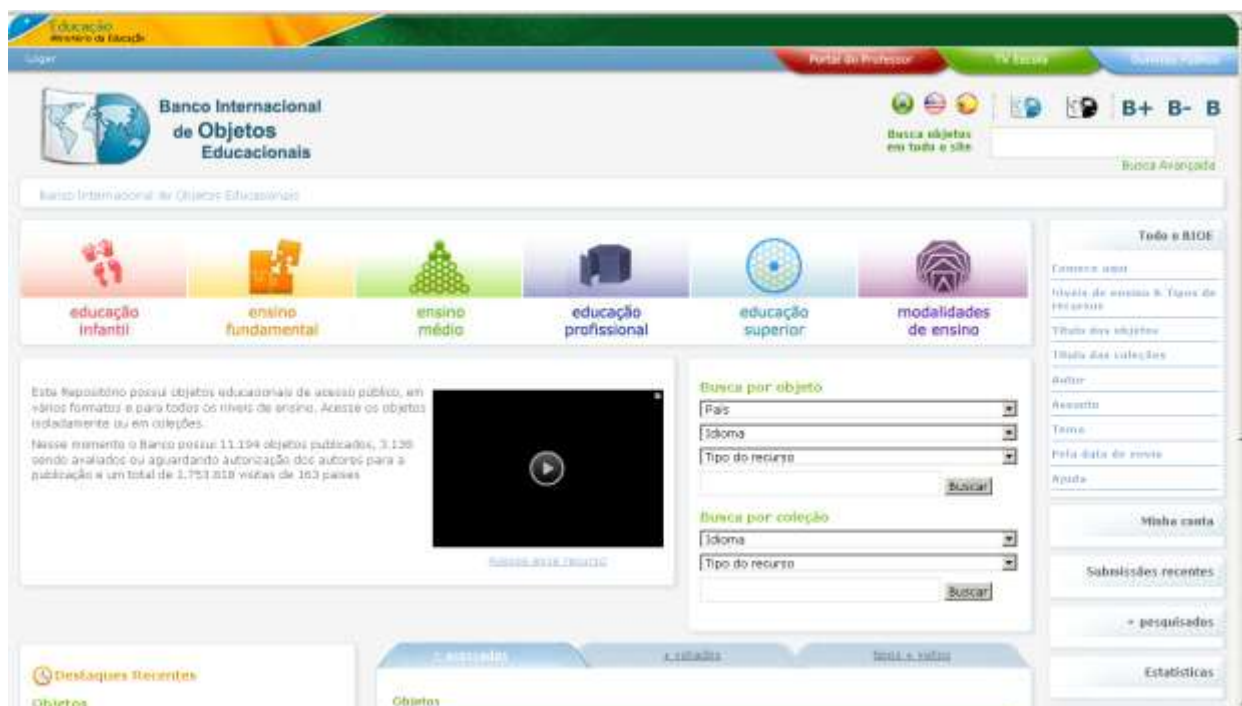 Educação
Ministério da Educação
Logar
Portal do Professor
TV Escola
Banco Internacional
de Objetos
Educacionais
B+ B- B
Busca objetos
em todo o site
Busca Avançada
Banco Internacional de Objetos Educacionais
educação
infantil
ensino
fundamental
ensino
médio
educação
profissional
educação
superior
modalidades
de ensino
Este Repositório possui objetos educacionais de acesso público, em
vários formatos e para todos os níveis de ensino. Acesse os objetos
isoladamente ou em coleções.
Nesse momento o Banco possui 11.194 objetos publicados, 3.138
sendo avaliados ou aguardando autorização dos autores para a
publicação e um total de 1.753.818 visitas de 163 países
Acesse esse recurso
Busca por objeto
País
Idioma
Tipo do recurso
Buscar
Busca por coleção
Idioma
Tipo do recurso
Buscar
Todo o BIOE
Comece aqui
Níveis de ensino & Tipos de
recursos
Título dos objetos
Título das coleções
Autor
Assunto
Tema
Pela data de envio
Ajuda
Minha conta
Submissões recentes
+ pesquisados
Estatísticas
Destaques Recentes
Objetos
+ acessados
+ votados
Objetos